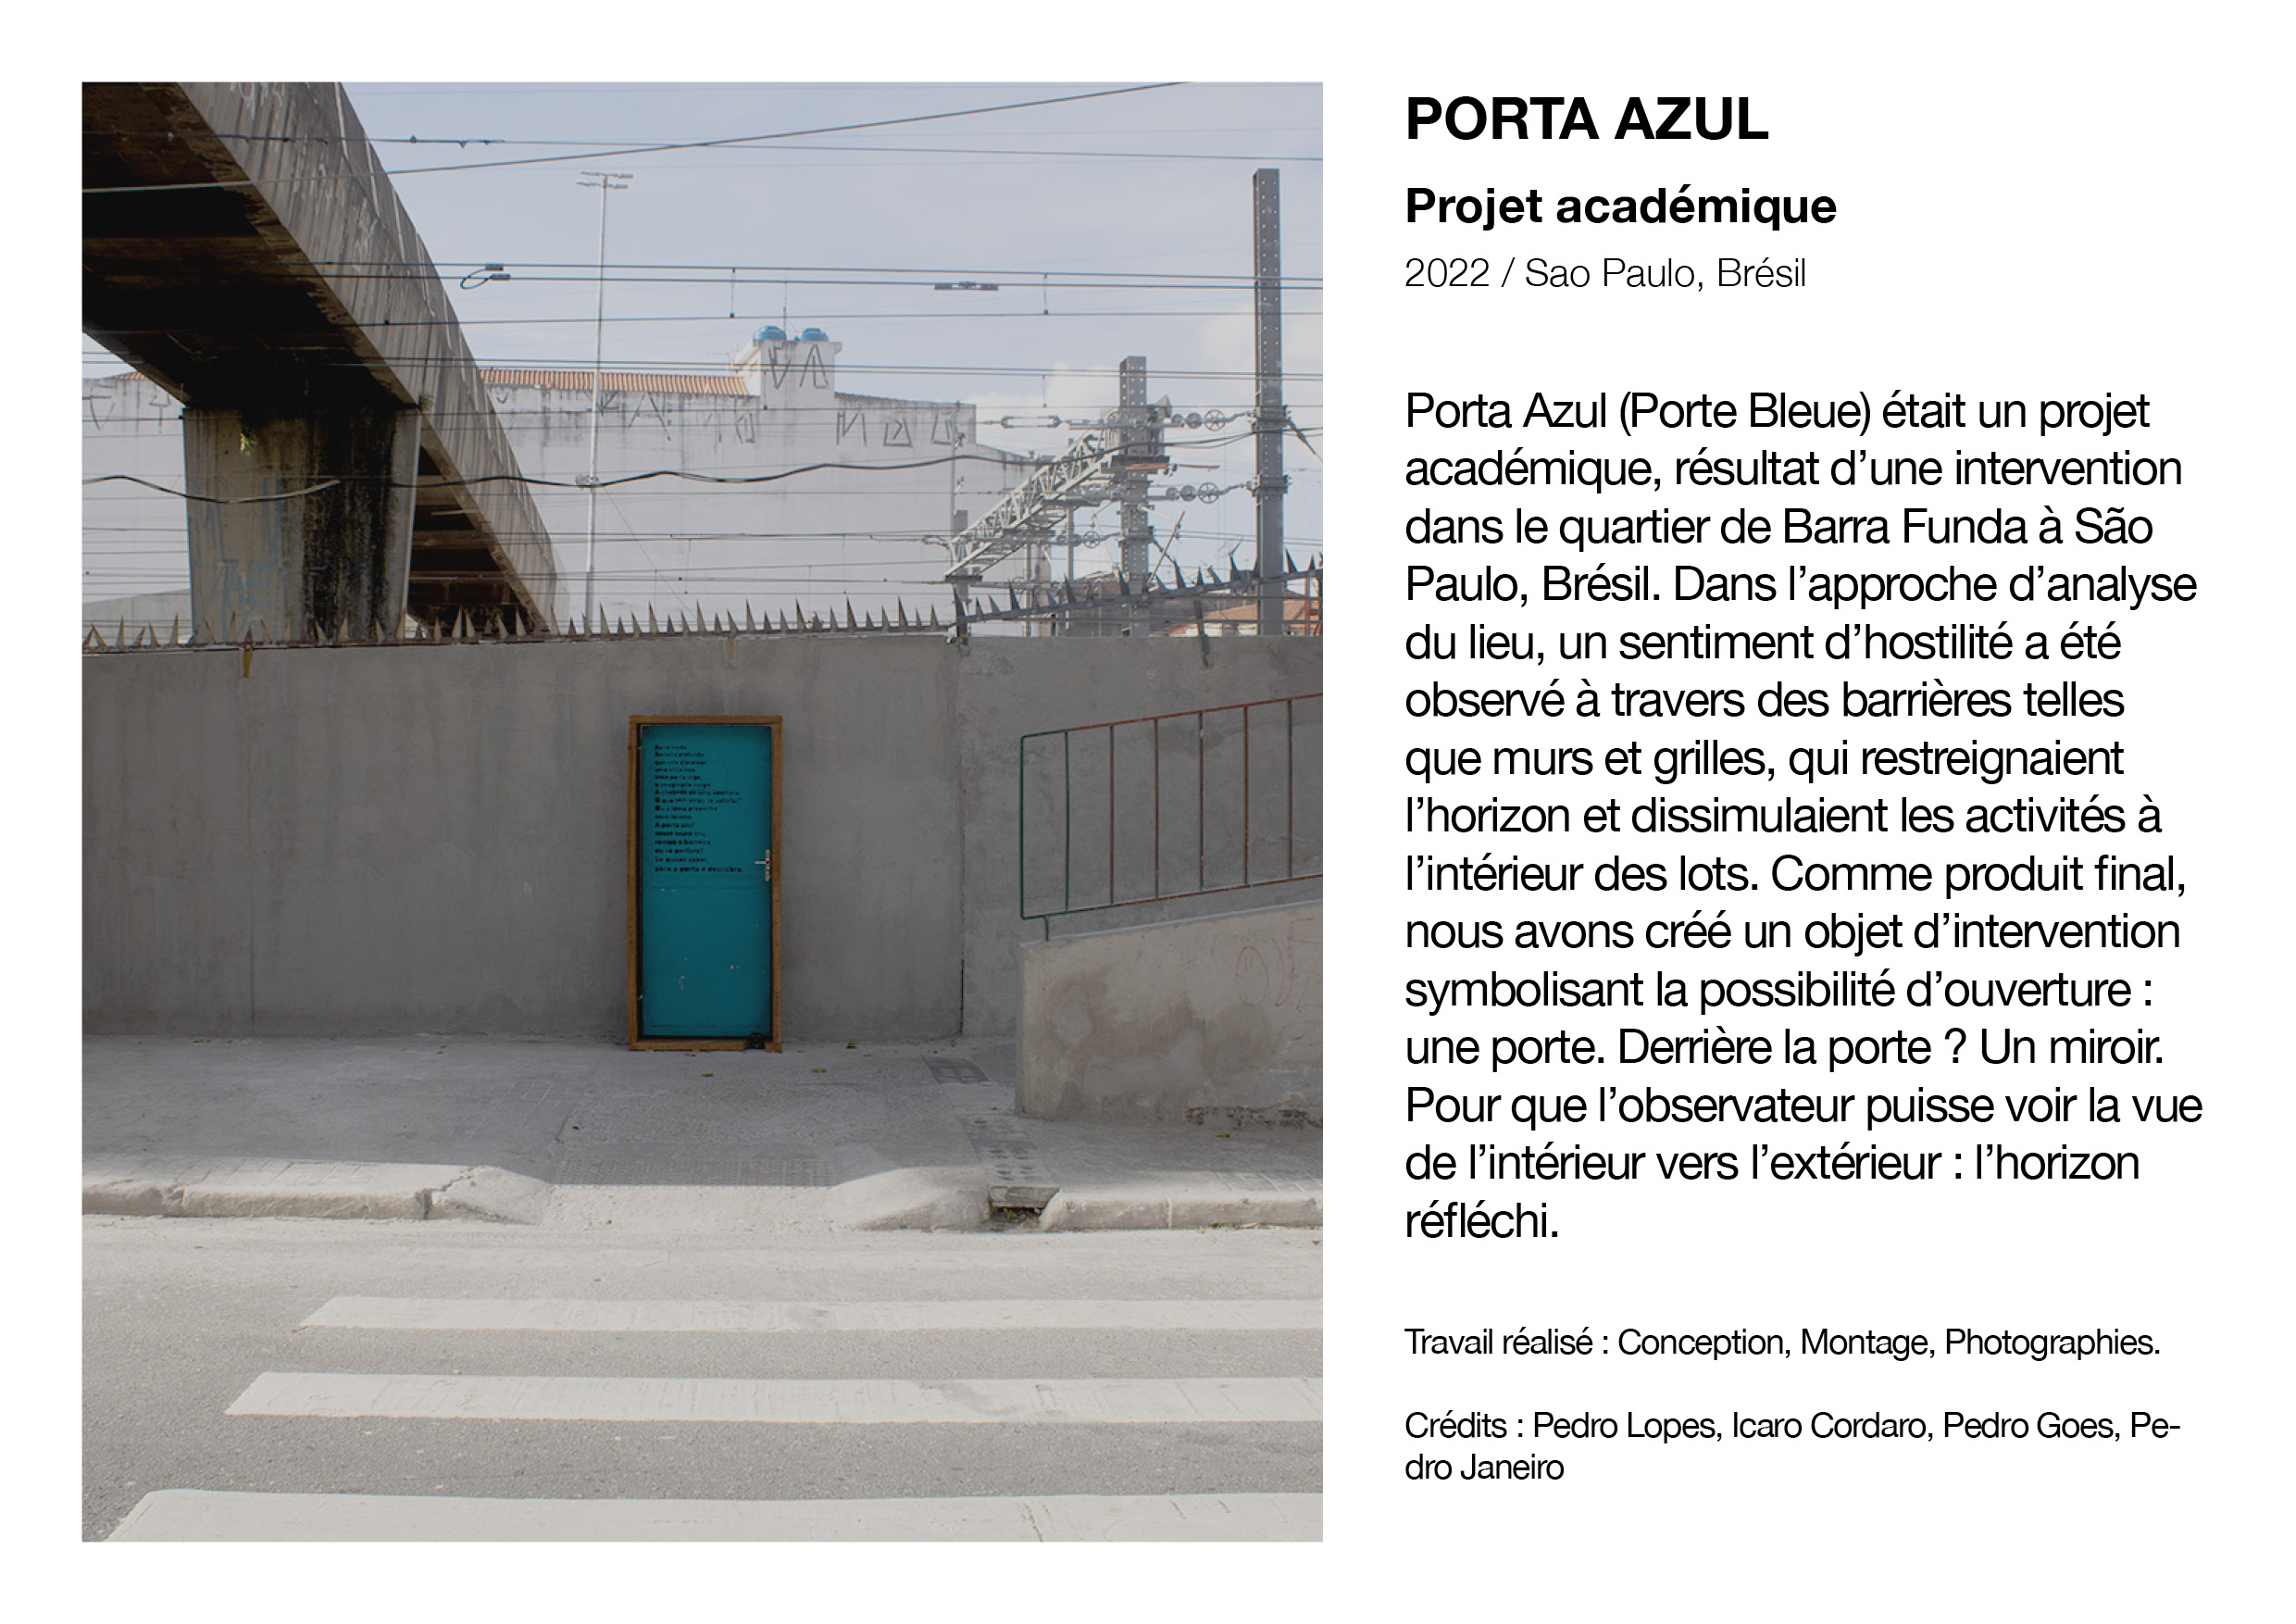 PORTA AZUL
Projet académique
2022 / Sao Paulo, Brésil
Porta Azul (Porte Bleue) était un projet
académique, résultat d’une intervention
dans le quartier de Barra Funda à São
Paulo, Brésil. Dans l’approche d’analyse
du lieu, un sentiment d’hostilité a été
observé à travers des barrières telles
que murs et grilles, qui restreignaient
l’horizon et dissimulaient les activités à
l’intérieur des lots. Comme produit final,
nous avons créé un objet d’intervention
symbolisant la possibilité d’ouverture :
une porte. Derrière la porte ? Un miroir.
Pour que l’observateur puisse voir la vue
de l’intérieur vers l’extérieur : l’horizon
réfléchi.
Travail réalisé : Conception, Montage, Photographies.
Crédits : Pedro Lopes, Icaro Cordaro, Pedro Goes, Pe-
dro Janeiro
abra a porta e descubra.